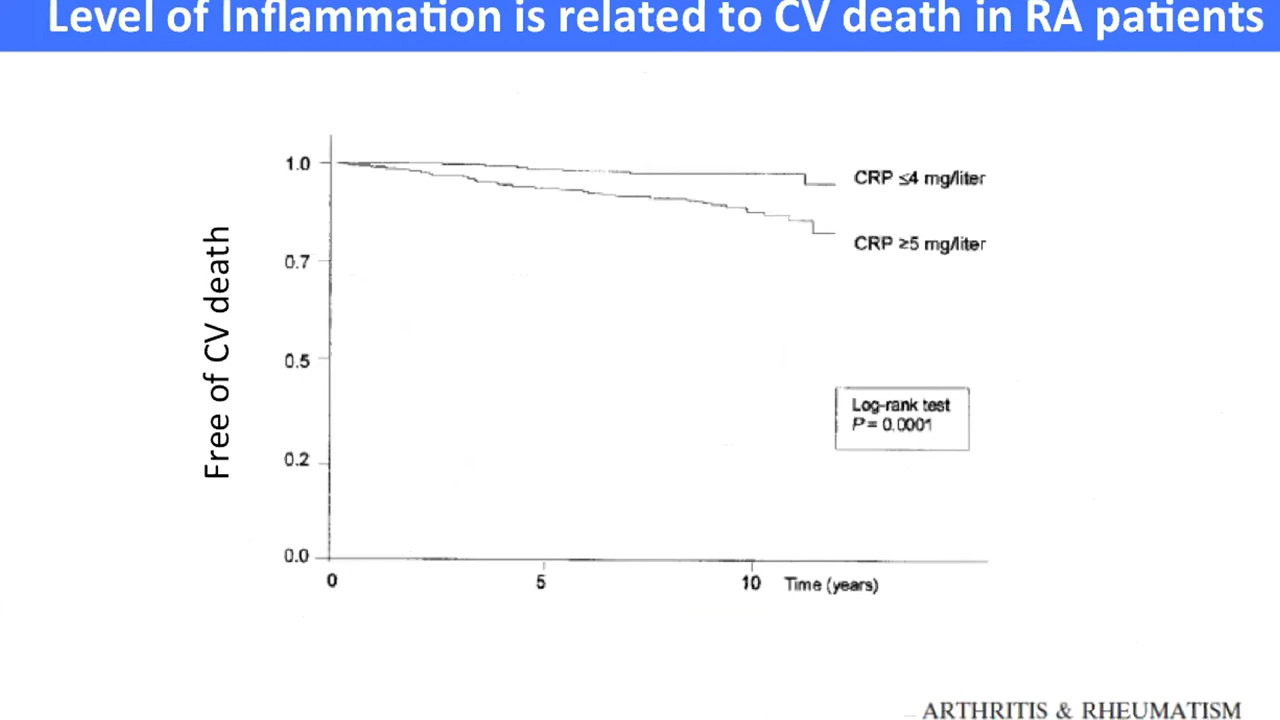 Level of Inflammation is related to CV death in RA patients
1.0
CRP ≤4 mg/liter
CRP ≥5 mg/liter
0.7
Free of CV death
0.5
Log-rank test
P = 0.0001
0.2
0.0
0
5
10
Time (years)
ARTHRITIS & RHEUMATISM